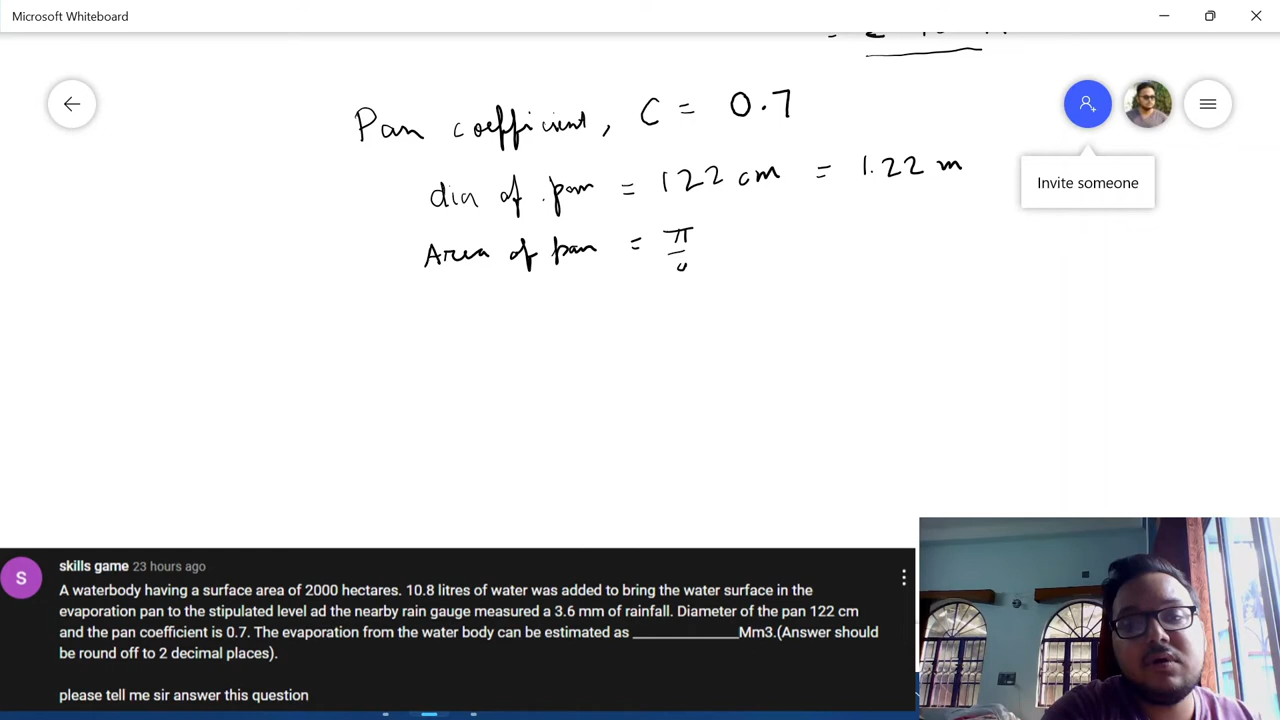 Microsoft Whiteboard
Pan coefficient, C = 0.7
dia of pan = 122 cm = 1.22 m
Area of pan = π
Invite someone
S
skills game 23 hours ago
A waterbody having a surface area of 2000 hectares. 10.8 litres of water was added to bring the water surface in the
evaporation pan to the stipulated level ad the nearby rain gauge measured a 3.6 mm of rainfall. Diameter of the pan 122 cm
and the pan coefficient is 0.7. The evaporation from the water body can be estimated as ______________Mm3.(Answer should
be round off to 2 decimal places).
please tell me sir answer this question